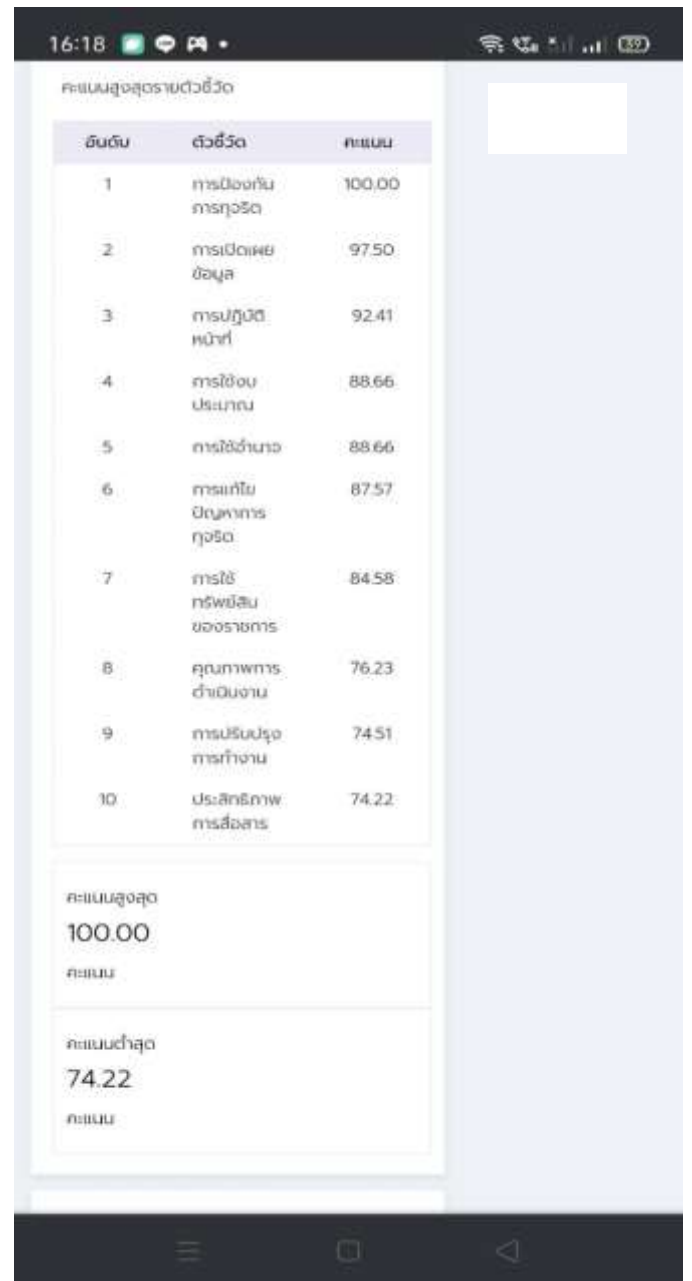 16:18
89
คะแนนสูงสุดรายตัวชี้วัด
อันดับ ตัวชี้วัด คะแนน
1 การป้องกัน 100.00
การทุจริต
2 การเปิดเผย 97.50
ข้อมูล
3 การปฏิบัติ 92.41
หน้าที่
4 การใช้งบ 88.66
ประมาณ
5 การใช้อำนาจ 88.66
6 การแก้ไข 87.57
ปัญหาการ
ทุจริต
7 การใช้ 84.58
ทรัพย์สิน
ของราชการ
8 คุณภาพการ 76.23
ดำเนินงาน
9 การปรับปรุง 74.51
การทำงาน
10 ประสิทธิภาพ 74.22
การสื่อสาร
คะแนนสูงสุด
100.00
คะแนน
คะแนนต่ำสุด
74.22
คะแนน